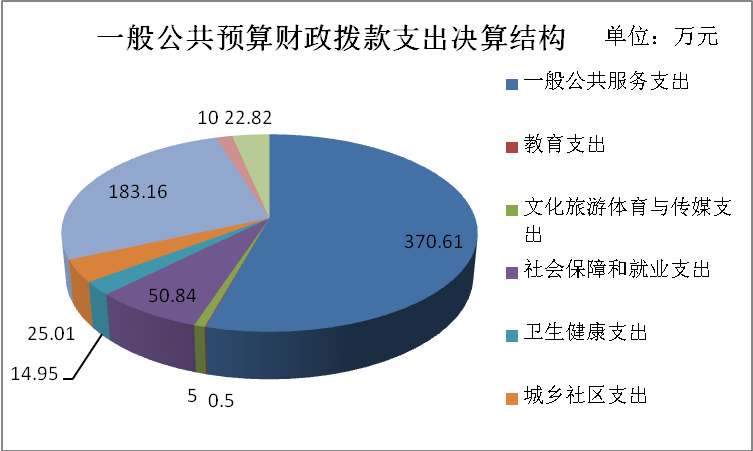 一般公共预算财政拨款支出决算结构 单位：万元
一般公共服务支出
教育支出
文化旅游体育与传媒支
出
社会保障和就业支出
卫生健康支出
城乡社区支出
10 22.82
183.16
370.61
50.84
25.01
14.95
5
0.5